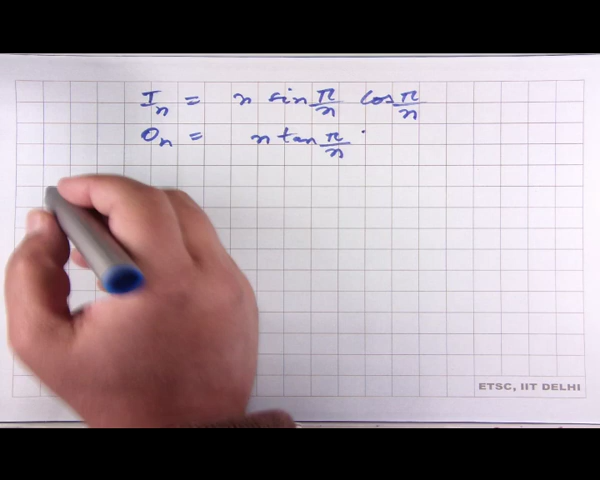 Iₙ = n sin π/n cos π/n
Oₙ = n tan π/n .
ETSC, IIT DELHI